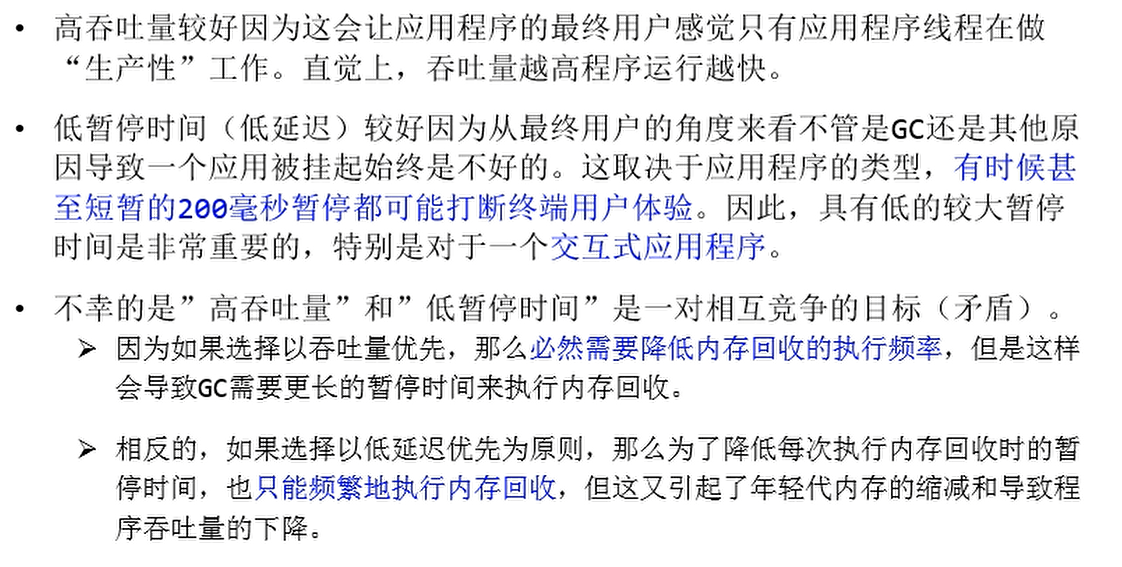 • 高吞吐量较好因为这会让应用程序的最终用户感觉只有应用程序线程在做
“生产性”工作。直觉上，吞吐量越高程序运行越快。
• 低暂停时间（低延迟）较好因为从最终用户的角度来看不管是GC还是其他原
因导致一个应用被挂起始终是不好的。这取决于应用程序的类型，有时候甚
至短暂的200毫秒暂停都可能打断终端用户体验。因此，具有低的较大暂停
时间是非常重要的，特别是对于一个交互式应用程序。
• 不幸的是”高吞吐量”和”低暂停时间”是一对相互竞争的目标（矛盾）。
➢ 因为如果选择以吞吐量优先，那么必然需要降低内存回收的执行频率，但是这样
会导致GC需要更长的暂停时间来执行内存回收。
➢ 相反的，如果选择以低延迟优先为原则，那么为了降低每次执行内存回收时的暂
停时间，也只能频繁地执行内存回收，但这又引起了年轻代内存的缩减和导致程
序吞吐量的下降。